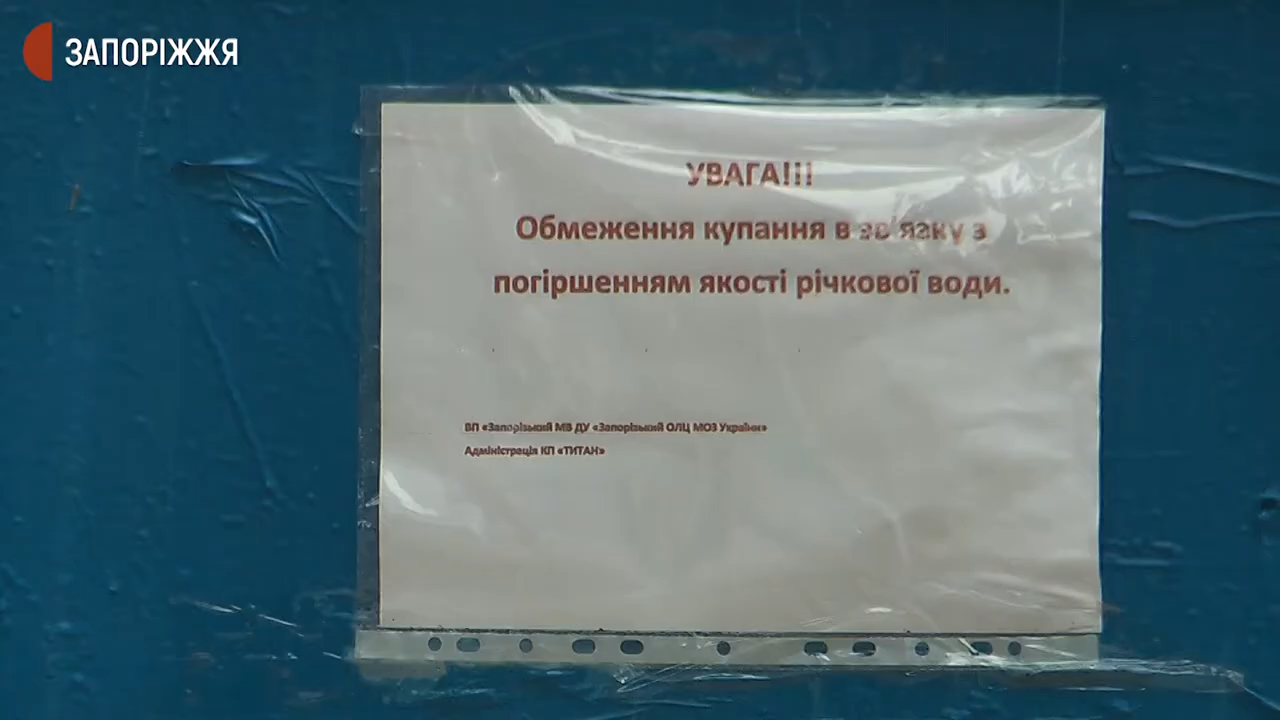 ЗАПОРІЖЖЯ
УВАГА!!!
Обмеження купання в зв'язку з
погіршенням якості річкової води.
ВП «Запорізький МВ ДУ «Запорізький ОЛЦ МОЗ України»
Адміністрація КП «ТИТАН»